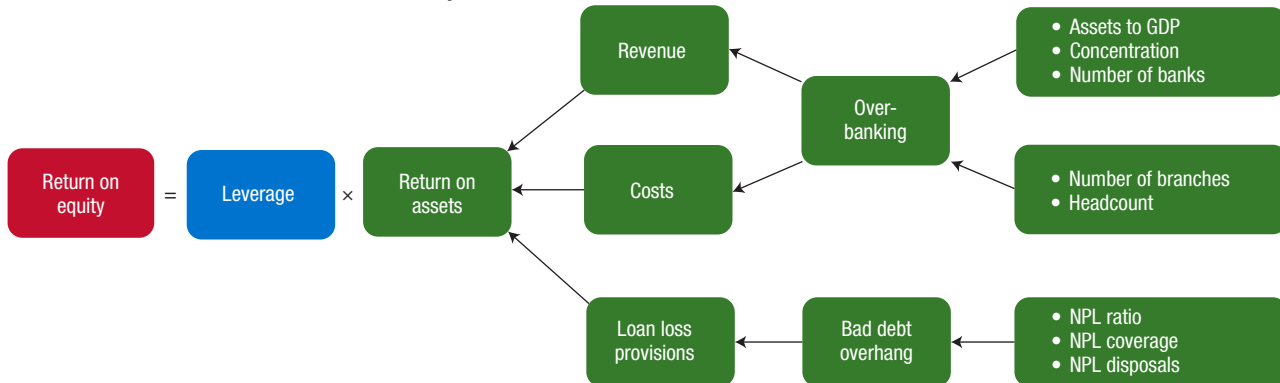 Return on
equity
=
Leverage
×
Return on
assets
Revenue
Costs
Loan loss
provisions
Over-
banking
Bad debt
overhang
• Assets to GDP
• Concentration
• Number of banks
• Number of branches
• Headcount
• NPL ratio
• NPL coverage
• NPL disposals